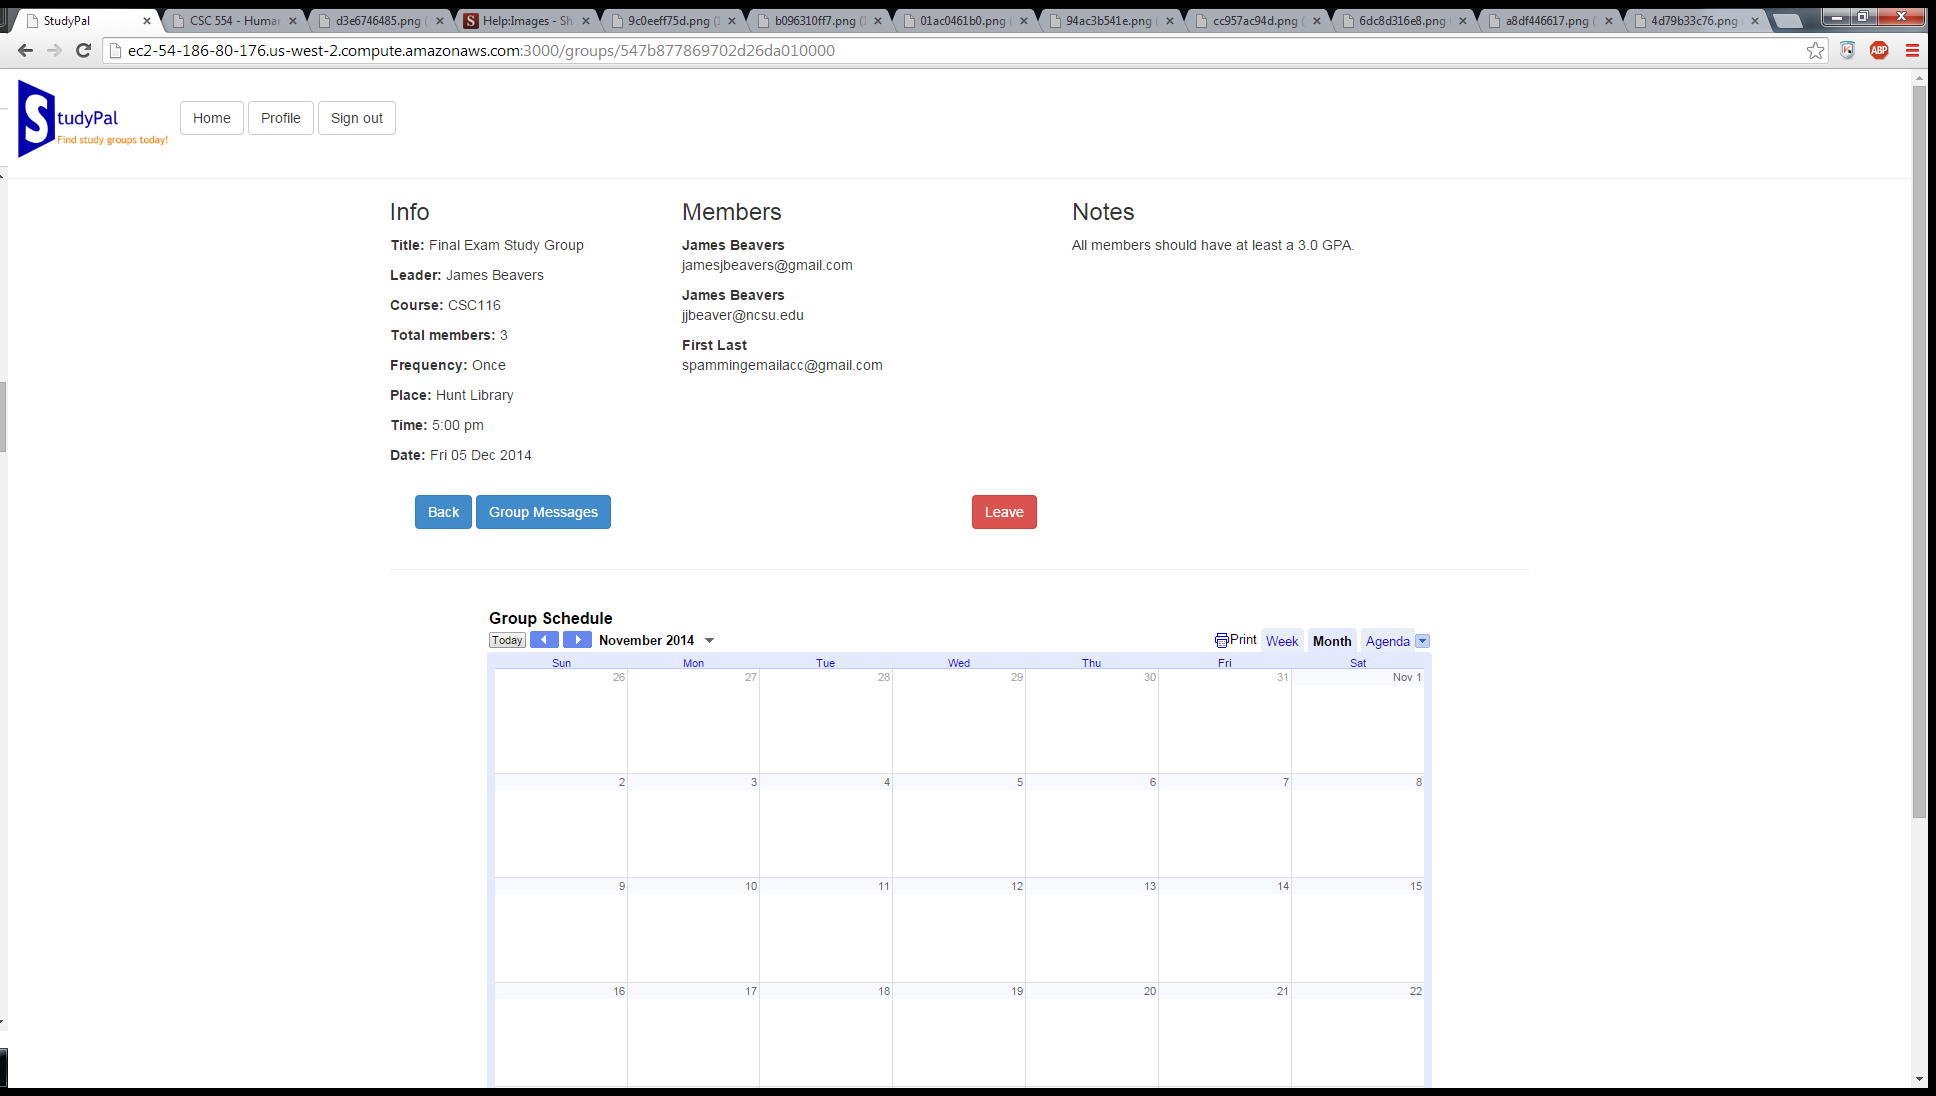 StudyPal
CSC 554 - Human
d3e6746485.png
Help:Images - Sh
9c0eeff75d.png
b096310ff7.png
01ac0461b0.png
94ac3b541e.png
cc957ac94d.png
6dc8d316e8.png
a8df446617.png
4d79b33c76.png
ec2-54-186-80-176.us-west-2.compute.amazonaws.com:3000/groups/547b877869702d26da010000
ABP
StudyPal
Find study groups today!
Home Profile Sign out
Info
Title: Final Exam Study Group
Leader: James Beavers
Course: CSC116
Total members: 3
Frequency: Once
Place: Hunt Library
Time: 5:00 pm
Date: Fri 05 Dec 2014
Members
James Beavers
jamesjbeavers@gmail.com
James Beavers
jjbeaver@ncsu.edu
First Last
spammingemailacc@gmail.com
Notes
All members should have at least a 3.0 GPA.
Back Group Messages Leave
Group Schedule
Today November 2014 Print Week Month Agenda
Sun Mon Tue Wed Thu Fri Sat
26 27 28 29 30 31 Nov 1
2 3 4 5 6 7 8
9 10 11 12 13 14 15
16 17 18 19 20 21 22